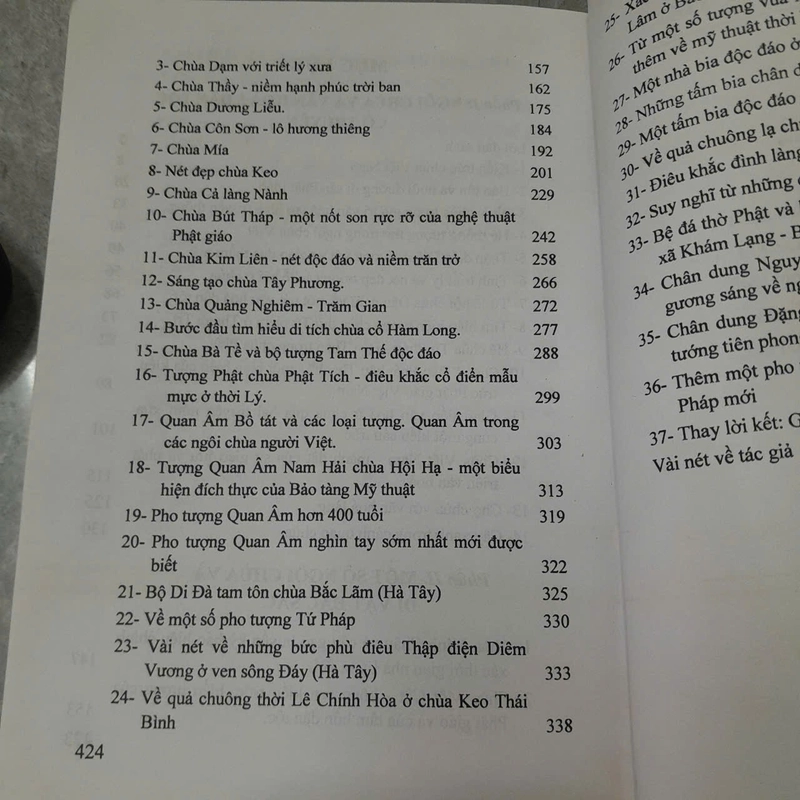 3- Chùa Dạm với triết lý xưa 157
4- Chùa Thầy - niềm hạnh phúc trời ban 162
5- Chùa Dương Liễu. 175
6- Chùa Côn Sơn - lô hương thiêng 184
7- Chùa Mía 192
8- Nét đẹp chùa Keo 201
9- Chùa Cả làng Nành 229
10- Chùa Bút Tháp - một nốt son rực rỡ của nghệ thuật
Phật giáo 242
11- Chùa Kim Liên - nét độc đáo và niềm trăn trở 258
12- Sáng tạo chùa Tây Phương. 266
13- Chùa Quảng Nghiêm - Trăm Gian 272
14- Bước đầu tìm hiểu di tích chùa cổ Hàm Long. 277
15- Chùa Bà Tề và bộ tượng Tam Thế độc đáo 288
16- Tượng Phật chùa Phật Tích - điêu khắc cổ điển mẫu
mực ở thời Lý. 299
17- Quan Âm Bồ tát và các loại tượng. Quan Âm trong
các ngôi chùa người Việt. 303
18- Tượng Quan Âm Nam Hải chùa Hội Hạ - một biểu
hiện đích thực của Bảo tàng Mỹ thuật 313
19- Pho tượng Quan Âm hơn 400 tuổi 319
20- Pho tượng Quan Âm nghìn tay sớm nhất mới được
biết 322
21- Bộ Di Đà tam tôn chùa Bắc Lãm (Hà Tây) 325
22- Về một số pho tượng Tứ Pháp 330
23- Vài nét về những bức phù điêu Thập điện Diêm
Vương ở ven sông Đáy (Hà Tây) 333
24- Về quả chuông thời Lê Chính Hòa ở chùa Keo Thái
Bình 338
424
25-
Lâm ở
26- Từ một số tượng vua
thêm về mỹ thuật thời
27- Một nhà bia độc đáo ở
28- Những tấm bia chân
29- Một tấm bia độc đáo
30- Về quả chuông lạ
31- Điêu khắc đình làng
32- Suy nghĩ từ những
33- Bệ đá thờ Phật và
xã Khám Lạng - B
34- Chân dung Nguy
gương sáng về
35- Chân dung Đặng
tướng tiên phong
36- Thêm một pho
Pháp mới
37- Thay lời kết: G
Vài nét về tác giả